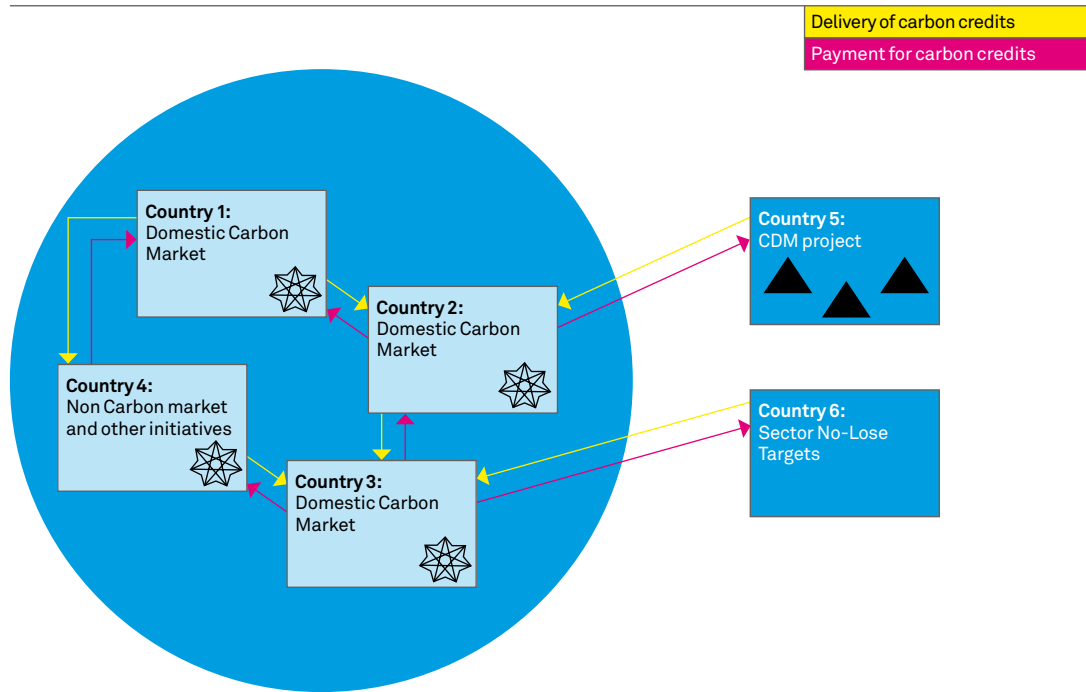 Delivery of carbon credits
Payment for carbon credits
Country 1:
Domestic Carbon
Market
Country 2:
Domestic Carbon
Market
Country 5:
CDM project
Country 4:
Non Carbon market
and other initiatives
Country 3:
Domestic Carbon
Market
Country 6:
Sector No-Lose
Targets